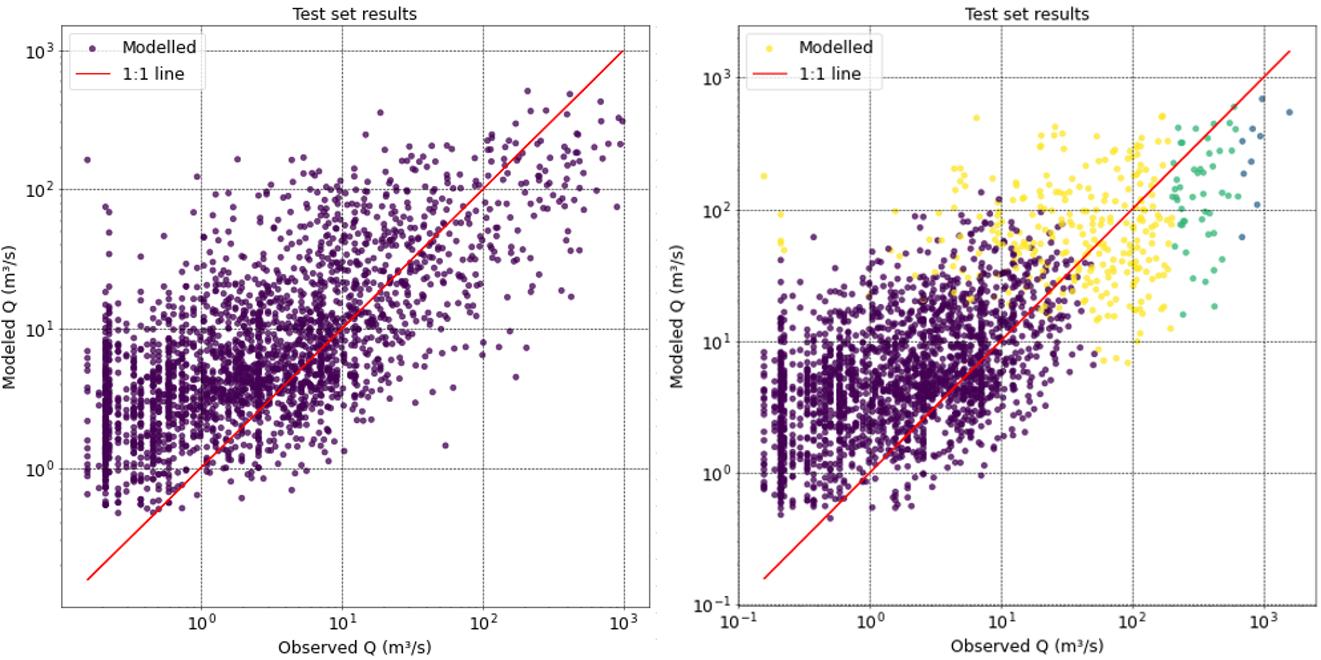 Test set results
Modelled
1:1 line
10³
10²
10¹
10⁰
Modeled Q (m³/s)
10⁰ 10¹ 10² 10³
Observed Q (m³/s)
Test set results
Modelled
1:1 line
10³
10²
10¹
10⁰
10⁻¹
Modeled Q (m³/s)
10⁻¹ 10⁰ 10¹ 10² 10³
Observed Q (m³/s)